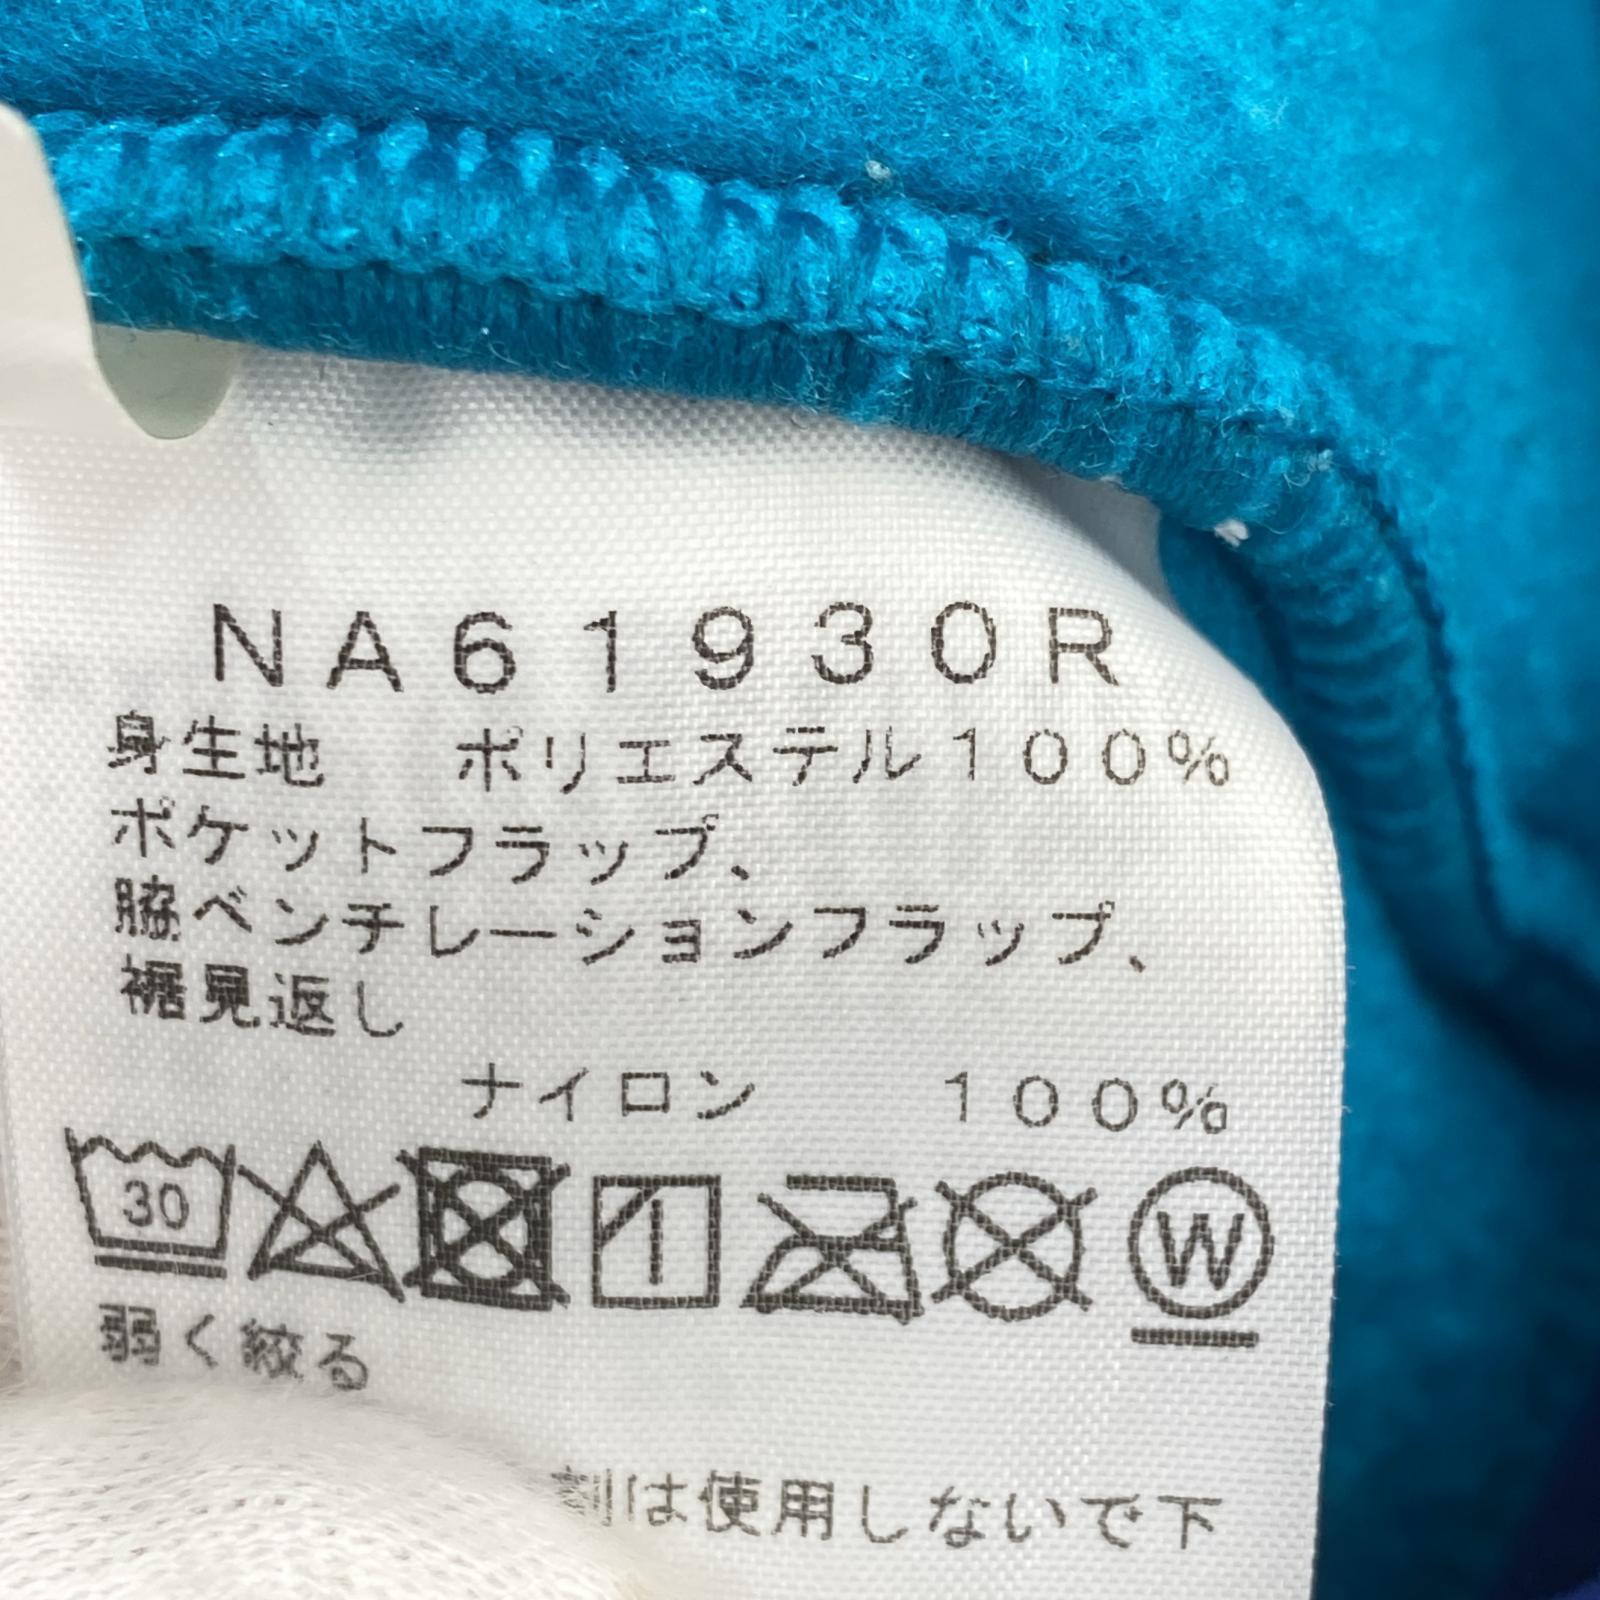 NA61930R
身生地　ポリエステル100%
ポケットフラップ、
脇ベンチレーションフラップ、
裾見返し
ナイロン　100%
30 W
弱く絞る
剤は使用しないで下